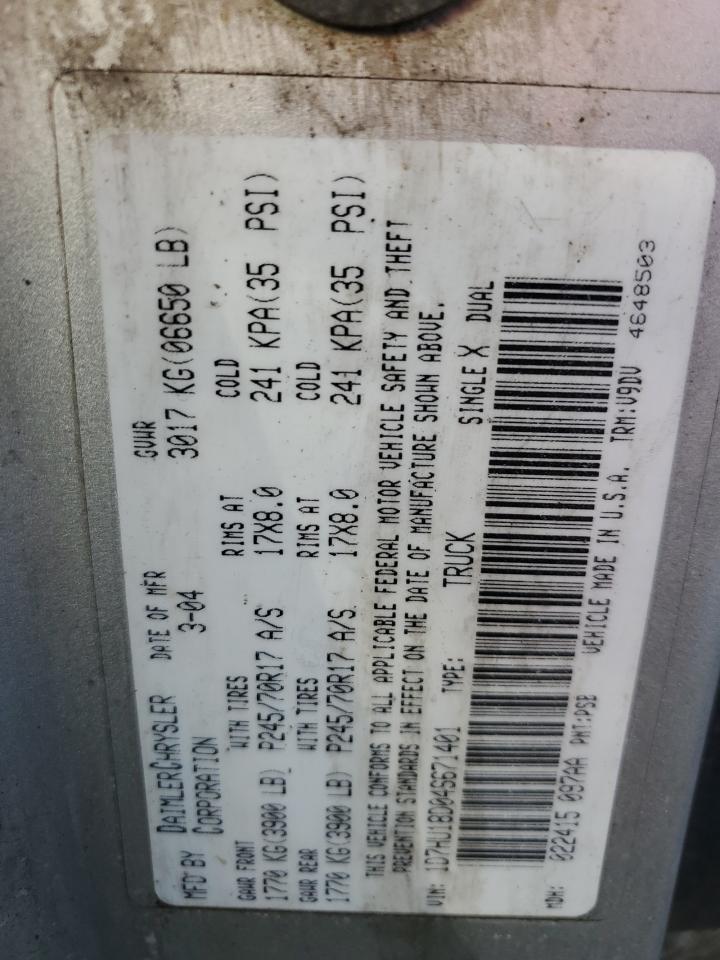 MFD BY DAIMLERCHRYSLER CORPORATION DATE OF MFR 3-04 GVWR 3017 KG(06650 LB)
GAWR FRONT WITH TIRES RIMS AT COLD
1770 KG(3900 LB) P245/70R17 A/S 17X8.0 241 KPA(35 PSI)
GAWR REAR WITH TIRES RIMS AT COLD
1770 KG(3900 LB) P245/70R17 A/S 17X8.0 241 KPA(35 PSI)
THIS VEHICLE CONFORMS TO ALL APPLICABLE FEDERAL MOTOR VEHICLE SAFETY AND THEFT
PREVENTION STANDARDS IN EFFECT ON THE DATE OF MANUFACTURE SHOWN ABOVE.
VIN: 1D7HU18D04S671401 TYPE: TRUCK SINGLE X DUAL
MDH: 022415 097AA PNT:PSB VEHICLE MADE IN U.S.A. TRM:V9DV 4648503